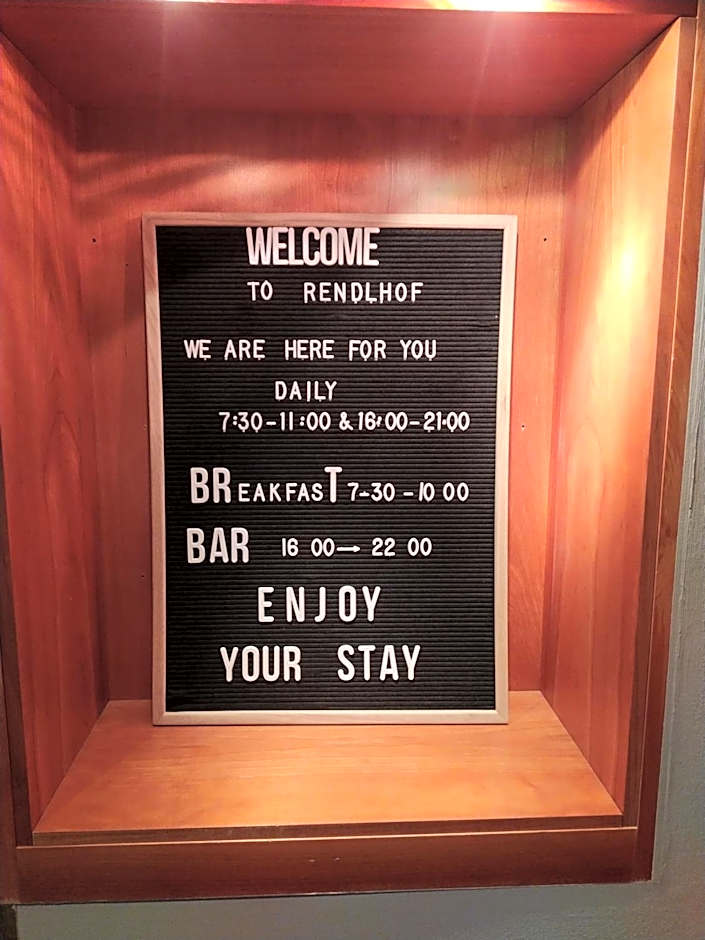 WELCOME
TO RENDLHOF
WE ARE HERE FOR YOU
DAILY
7:30-11:00 & 16:00-21:00
BREAKFAST 7-30 -10 00
BAR 16 00→ 22 00
ENJOY
YOUR STAY